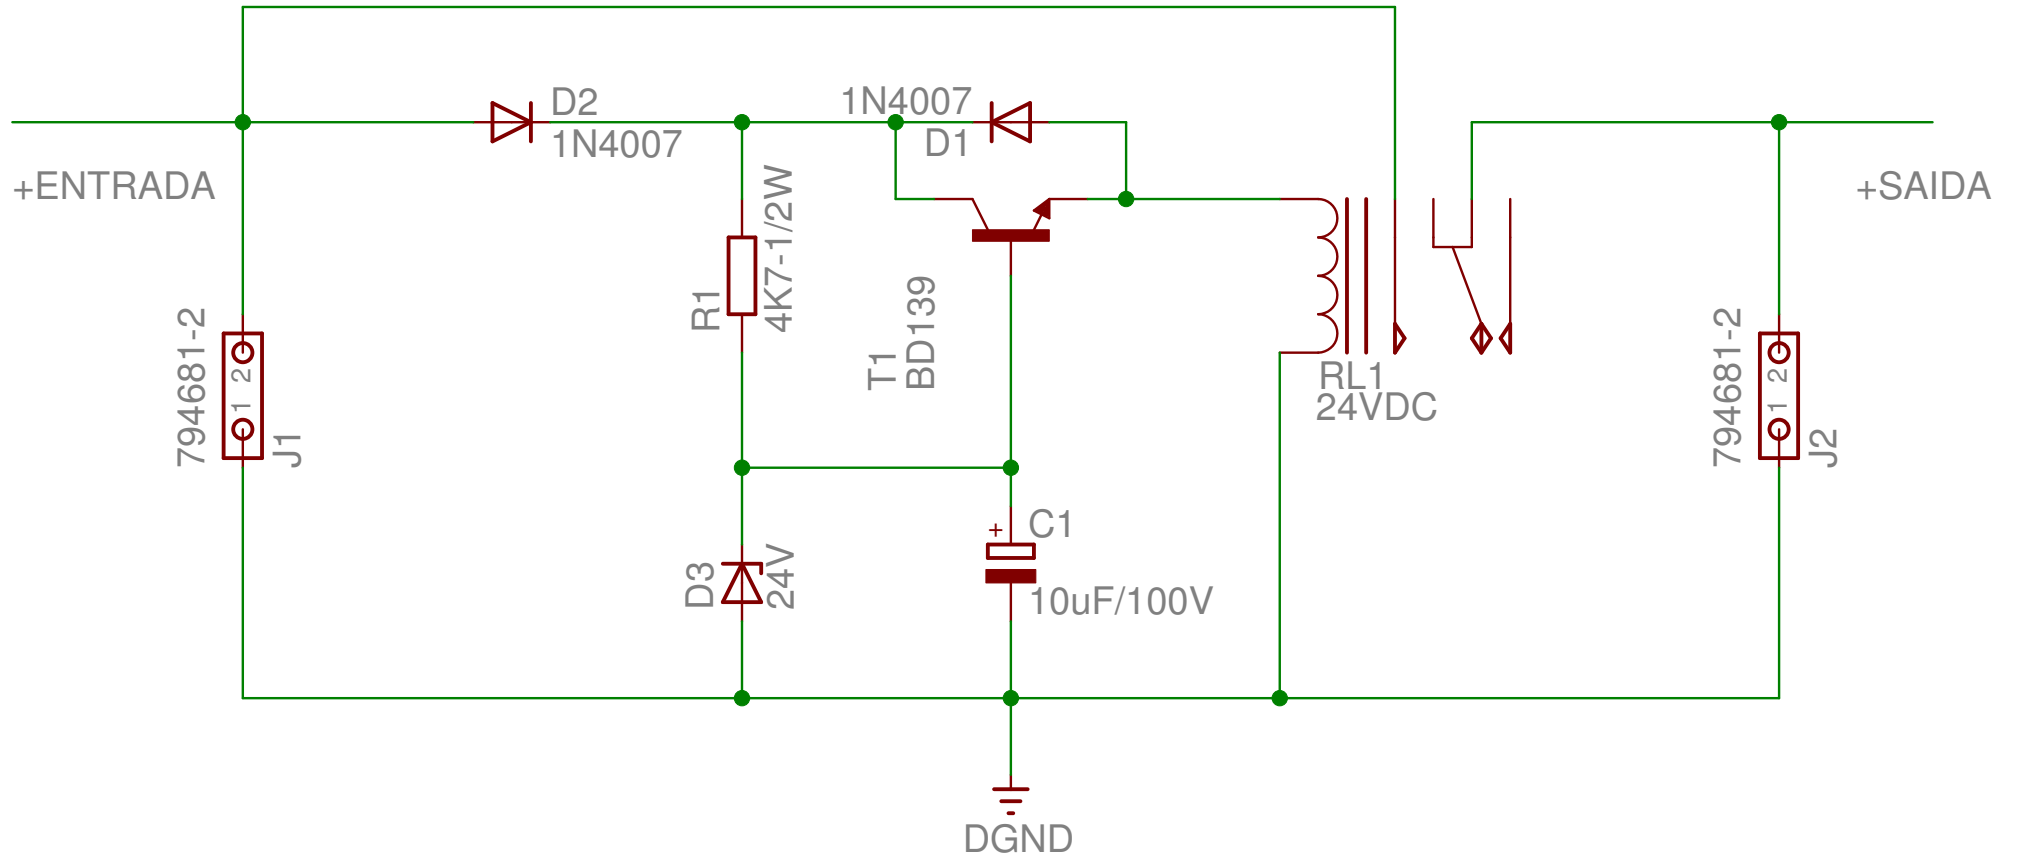 D2
1N4007
1N4007
D1
+ENTRADA
+SAIDA
R1
4K7-1/2W
T1
BD139
794681-2
2
1
J1
RL1
24VDC
794681-2
2
1
J2
D3
24V
+
C1
10uF/100V
DGND